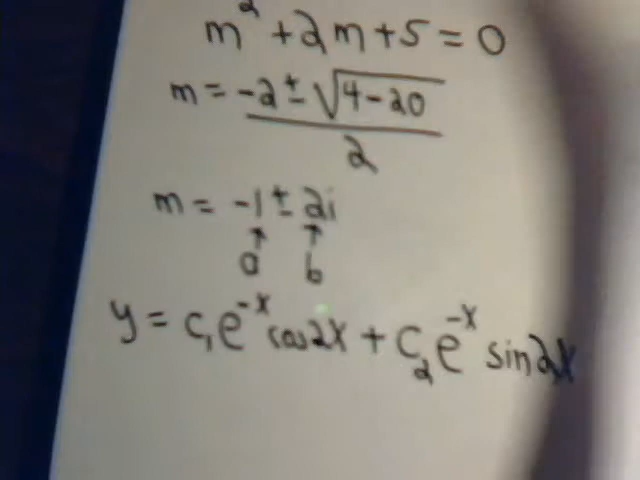 m² + 2m + 5 = 0
m = -2 ± √4-20
2
m = -1 ± 2i
a b
y = c₁e⁻ˣ cos2x + c₂e⁻ˣ sin2x